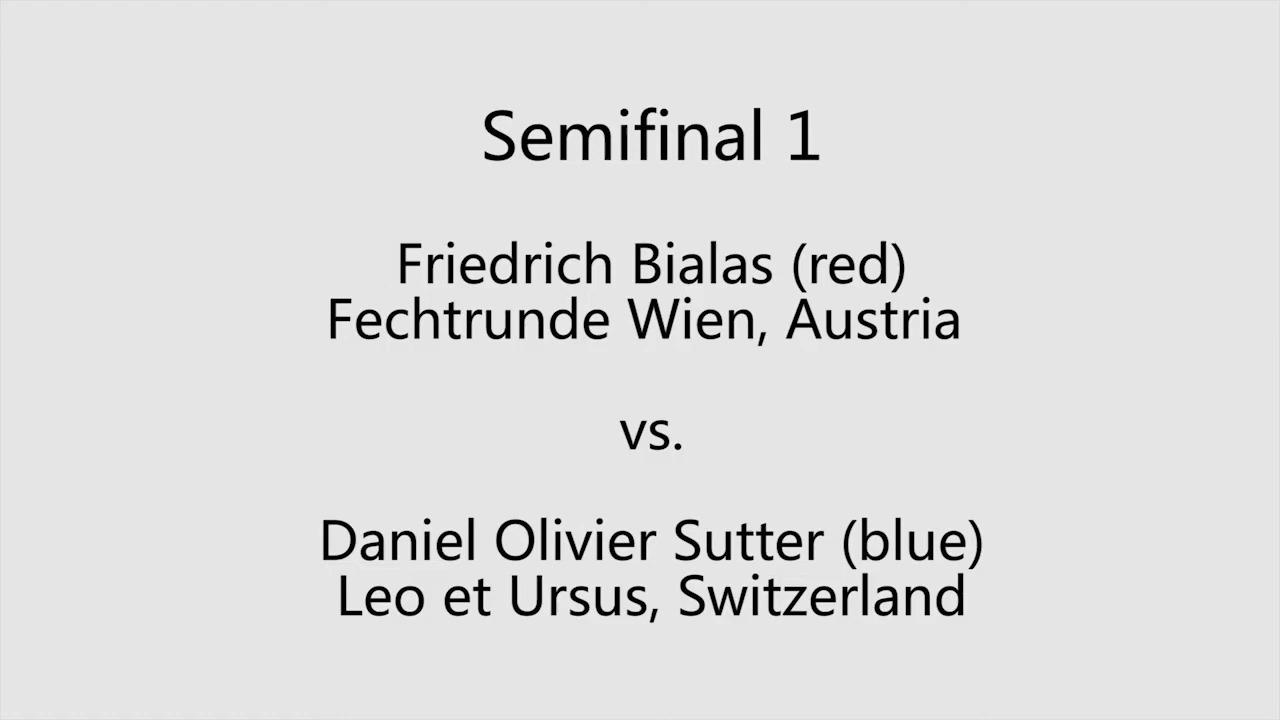 Semifinal 1
Friedrich Bialas (red)
Fechtrunde Wien, Austria
vs.
Daniel Olivier Sutter (blue)
Leo et Ursus, Switzerland